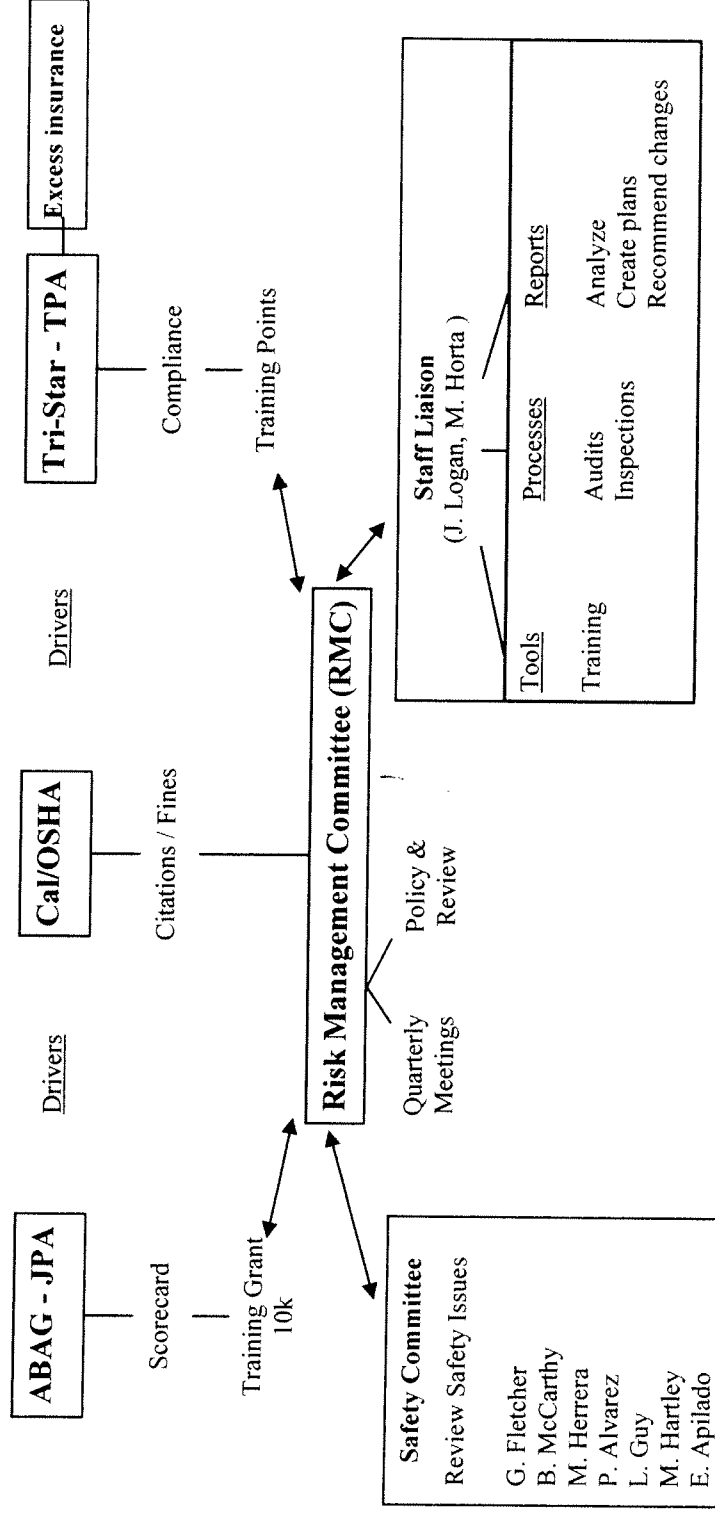 ABAG - JPA
Drivers
Cal/OSHA
Drivers
Tri-Star - TPA
Excess insurance
Scorecard
Citations / Fines
Compliance
Training Grant
10k
Training Points
Risk Management Committee (RMC)
Quarterly
Meetings
Policy &
Review
Safety Committee
Review Safety Issues
G. Fletcher
B. McCarthy
M. Herrera
P. Alvarez
L. Guy
M. Hartley
E. Apilado
Staff Liaison
(J. Logan, M. Horta )
Tools
Training
Processes
Audits
Inspections
Reports
Analyze
Create plans
Recommend changes